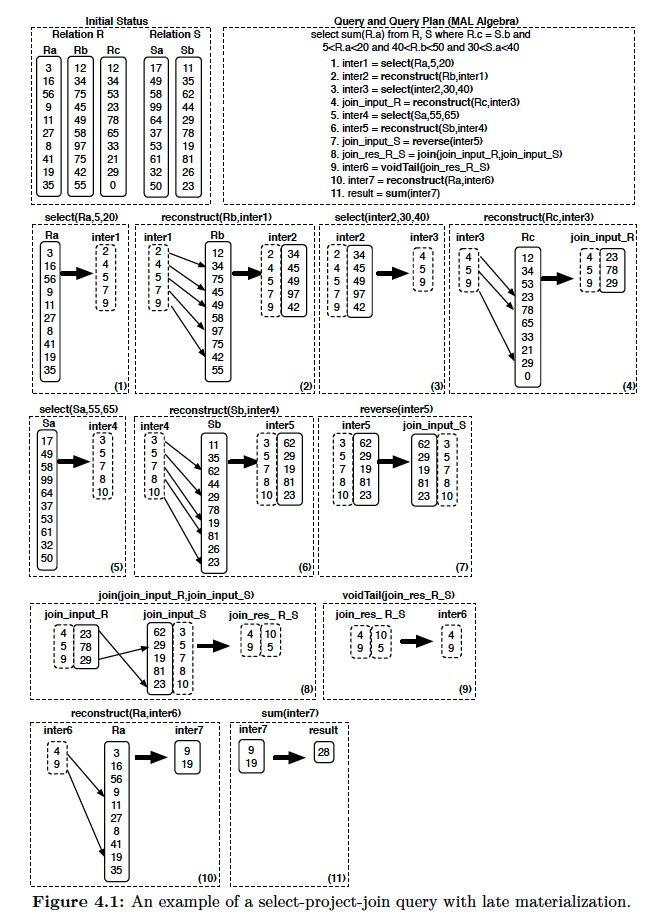 Initial Status
Relation R Relation S
Ra Rb Rc Sa Sb
3 12 12 17 11
16 34 34 49 35
56 75 53 58 62
9 45 23 99 44
11 49 78 64 29
27 58 65 37 78
8 97 33 53 19
41 75 21 61 81
19 42 29 32 26
35 55 0 50 23
Query and Query Plan (MAL Algebra)
select sum(R.a) from R, S where R.c = S.b and
5<R.a<20 and 40<R.b<50 and 30<S.a<40
1. inter1 = select(Ra,5,20)
2. inter2 = reconstruct(Rb,inter1)
3. inter3 = select(inter2,30,40)
4. join_input_R = reconstruct(Rc,inter3)
5. inter4 = select(Sa,55,65)
6. inter5 = reconstruct(Sb,inter4)
7. join_input_S = reverse(inter5)
8. join_res_R_S = join(join_input_R,join_input_S)
9. inter6 = voidTail(join_res_R_S)
10. inter7 = reconstruct(Ra,inter6)
11. result = sum(inter7)
select(Ra,5,20)
Ra inter1
3 2
16 4
56 5
9 7
11 9
27
8
41
19
35
(1)
reconstruct(Rb,inter1)
inter1 Rb inter2
2 12 2 34
4 34 4 45
5 75 5 49
7 45 7 97
9 49 9 42
58
97
75
42
55
(2)
select(inter2,30,40)
inter2 inter3
2 34 4
4 45 5
5 49 9
7 97
9 42
(3)
reconstruct(Rc,inter3)
inter3 Rc join_input_R
4 12 4 23
5 34 5 78
9 53 9 29
23
78
65
33
21
29
0
(4)
select(Sa,55,65)
Sa inter4
17 3
49 5
58 7
99 8
64 10
37
53
61
32
50
(5)
reconstruct(Sb,inter4)
inter4 Sb inter5
3 11 3 62
5 35 5 29
7 62 7 19
8 44 8 81
10 29 10 23
78
19
81
26
23
(6)
reverse(inter5)
inter5 join_input_S
3 62 62 3
5 29 29 5
7 19 19 7
8 81 81 8
10 23 23 10
(7)
join(join_input_R,join_input_S)
join_input_R join_input_S join_res_ R_S
4 23 62 3 4 10
5 78 29 5 9 5
9 29 19 7
81 8
23 10
(8)
voidTail(join_res_R_S)
join_res_ R_S inter6
4 10 4
9 5 9
(9)
reconstruct(Ra,inter6)
inter6 Ra inter7
4 3 9
9 16 19
56
9
11
27
8
41
19
35
(10)
sum(inter7)
inter7 result
9 28
19
(11)
Figure 4.1: An example of a select-project-join query with late materialization.